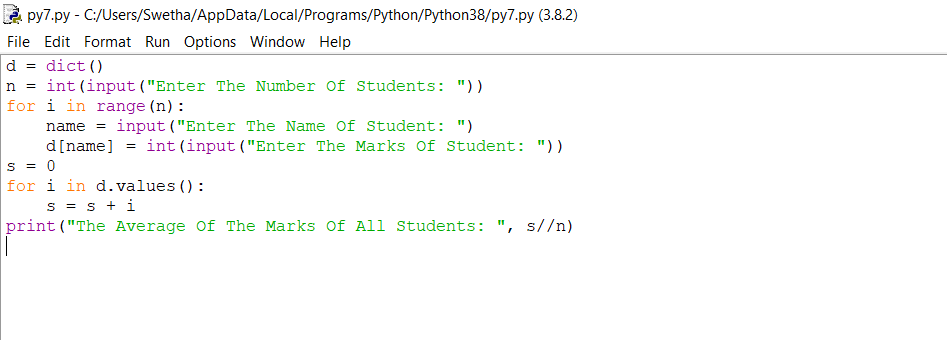 py7.py - C:/Users/Swetha/AppData/Local/Programs/Python/Python38/py7.py (3.8.2)
File Edit Format Run Options Window Help
d = dict()
n = int(input("Enter The Number Of Students: "))
for i in range(n):
    name = input("Enter The Name Of Student: ")
    d[name] = int(input("Enter The Marks Of Student: "))
s = 0
for i in d.values():
    s = s + i
print("The Average Of The Marks Of All Students: ", s//n)